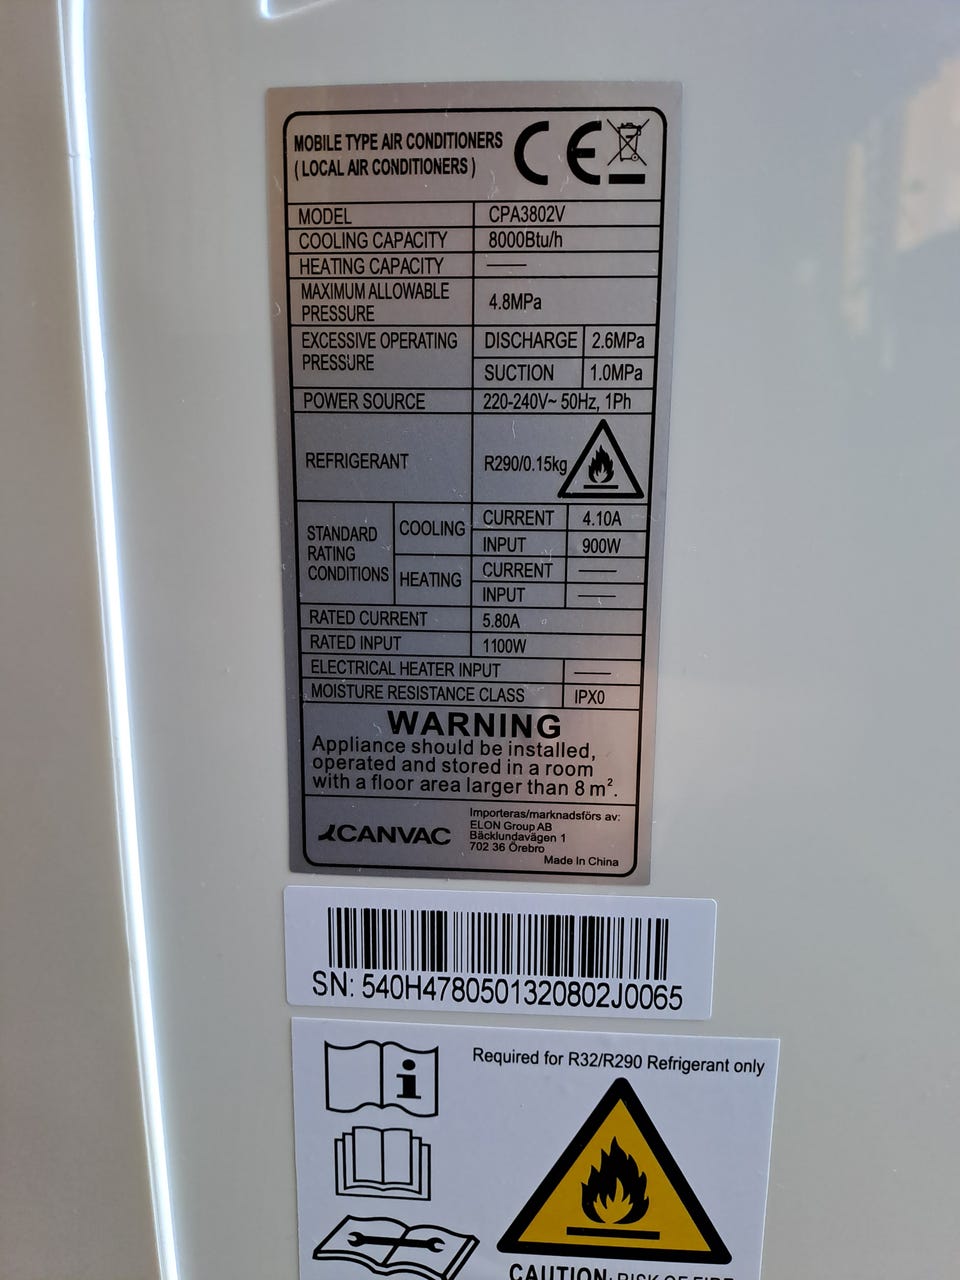 MOBILE TYPE AIR CONDITIONERS
( LOCAL AIR CONDITIONERS )
CE
MODEL CPA3802V
COOLING CAPACITY 8000Btu/h
HEATING CAPACITY ——
MAXIMUM ALLOWABLE
PRESSURE 4.8MPa
EXCESSIVE OPERATING
PRESSURE
DISCHARGE 2.6MPa
SUCTION 1.0MPa
POWER SOURCE 220-240V~ 50Hz, 1Ph
REFRIGERANT R290/0.15kg
STANDARD
RATING
CONDITIONS
COOLING
CURRENT 4.10A
INPUT 900W
HEATING
CURRENT ——
INPUT ——
RATED CURRENT 5.80A
RATED INPUT 1100W
ELECTRICAL HEATER INPUT ——
MOISTURE RESISTANCE CLASS IPX0
WARNING
Appliance should be installed,
operated and stored in a room
with a floor area larger than 8 m².
CANVAC
Importeras/marknadsförs av:
ELON Group AB
Bäcklundavägen 1
702 36 Örebro
Made In China
SN: 540H4780501320802J0065
Required for R32/R290 Refrigerant only
i
CAUTION: RISK OF FIRE